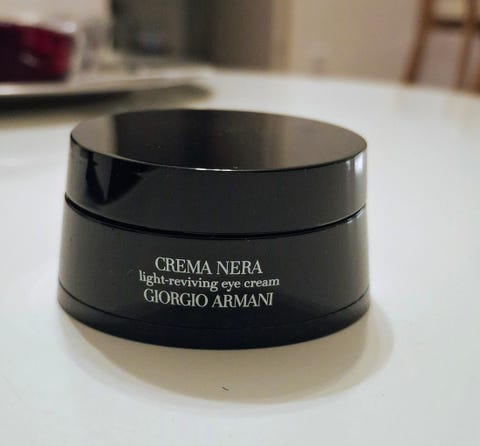 CREMA NERA
light-reviving eye cream
GIORGIO ARMANI